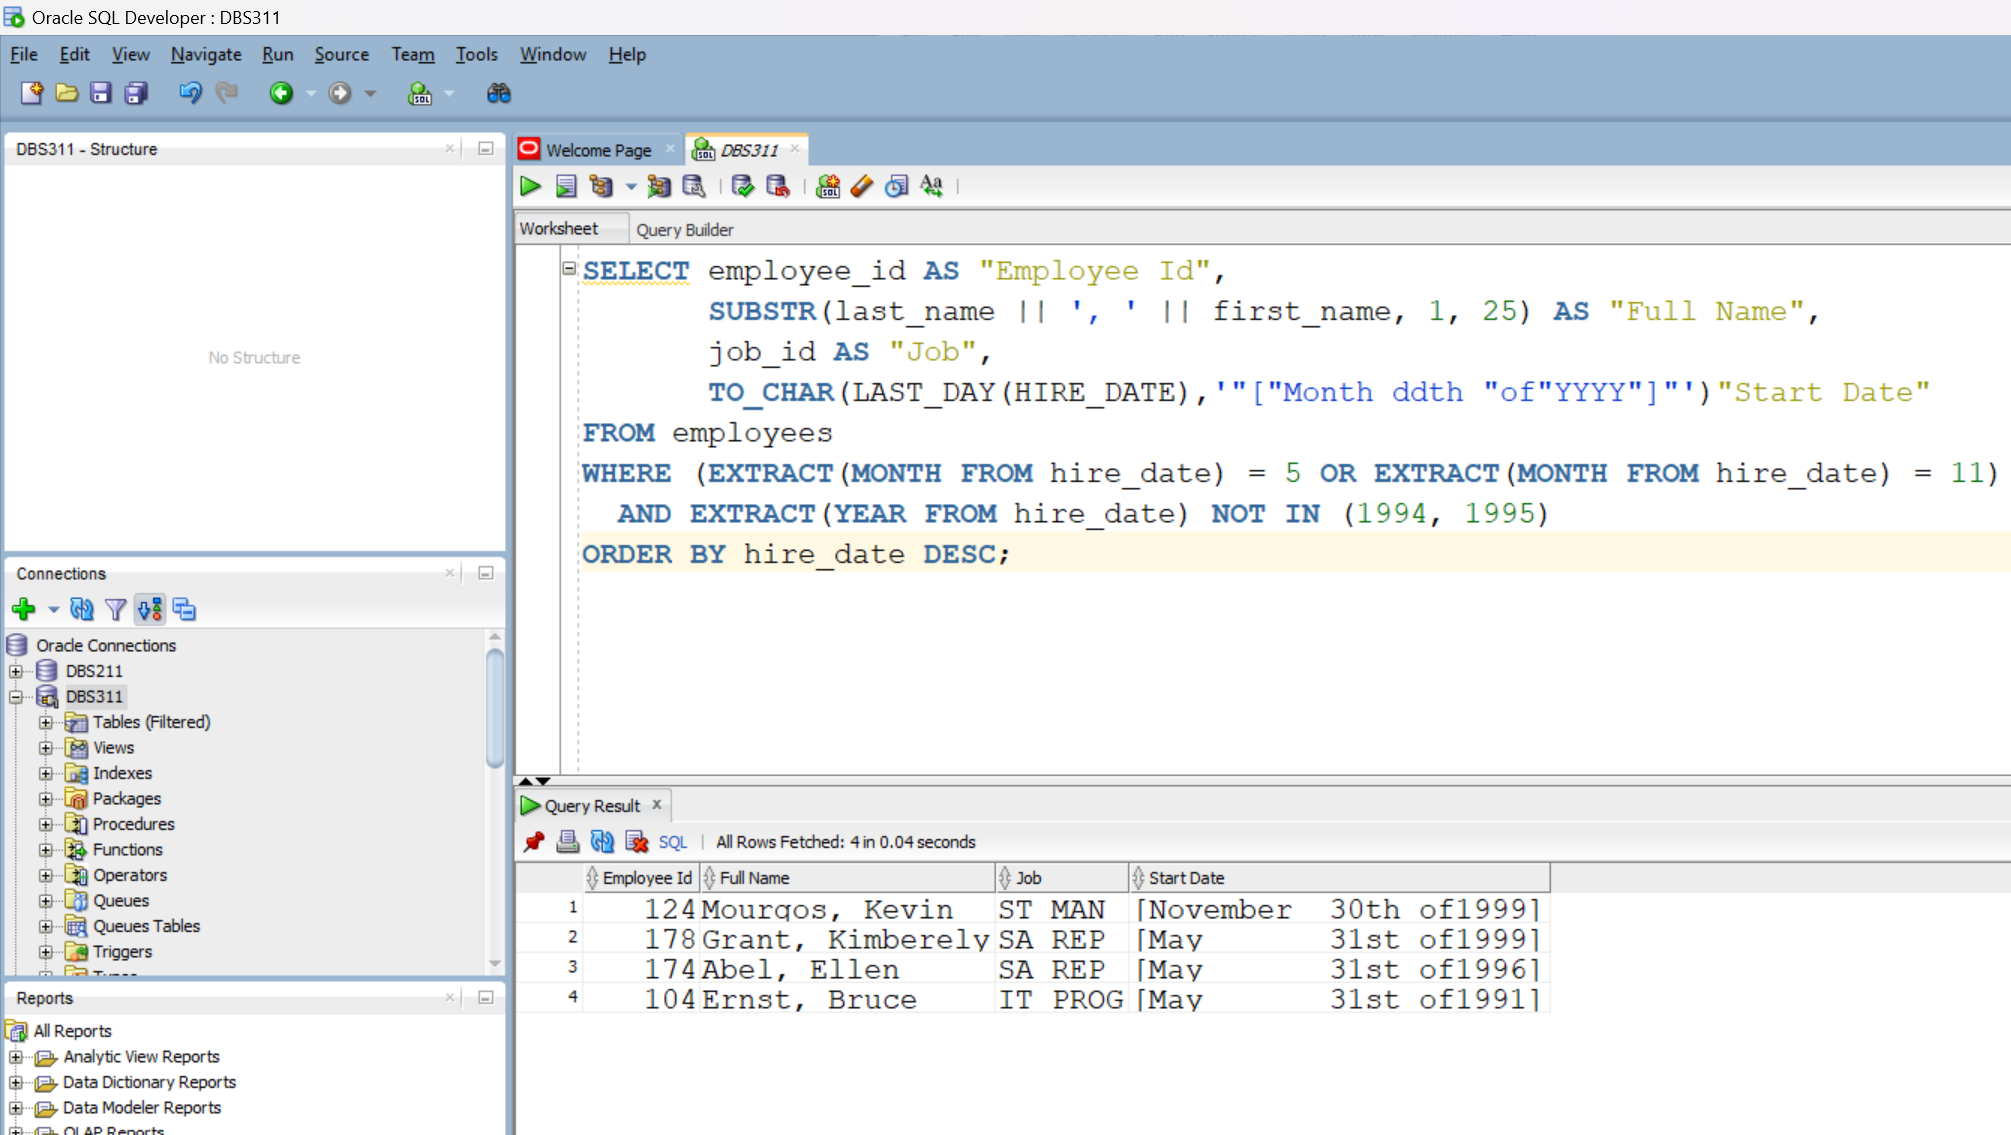 Oracle SQL Developer : DBS311
File Edit View Navigate Run Source Team Tools Window Help
DBS311 - Structure
No Structure
Connections
Oracle Connections
DBS211
DBS311
Tables (Filtered)
Views
Indexes
Packages
Procedures
Functions
Operators
Queues
Queues Tables
Triggers
Types
Reports
All Reports
Analytic View Reports
Data Dictionary Reports
Data Modeler Reports
OLAP Reports
Welcome Page DBS311
Worksheet Query Builder
SELECT employee_id AS "Employee Id",
SUBSTR(last_name || ', ' || first_name, 1, 25) AS "Full Name",
job_id AS "Job",
TO_CHAR(LAST_DAY(HIRE_DATE),'"["Month ddth "of"YYYY"]"')"Start Date"
FROM employees
WHERE (EXTRACT(MONTH FROM hire_date) = 5 OR EXTRACT(MONTH FROM hire_date) = 11)
AND EXTRACT(YEAR FROM hire_date) NOT IN (1994, 1995)
ORDER BY hire_date DESC;
Query Result
SQL | All Rows Fetched: 4 in 0.04 seconds
Employee Id Full Name Job Start Date
1 124 Mourgos, Kevin ST_MAN [November 30th of1999]
2 178 Grant, Kimberely SA_REP [May 31st of1999]
3 174 Abel, Ellen SA_REP [May 31st of1996]
4 104 Ernst, Bruce IT_PROG [May 31st of1991]